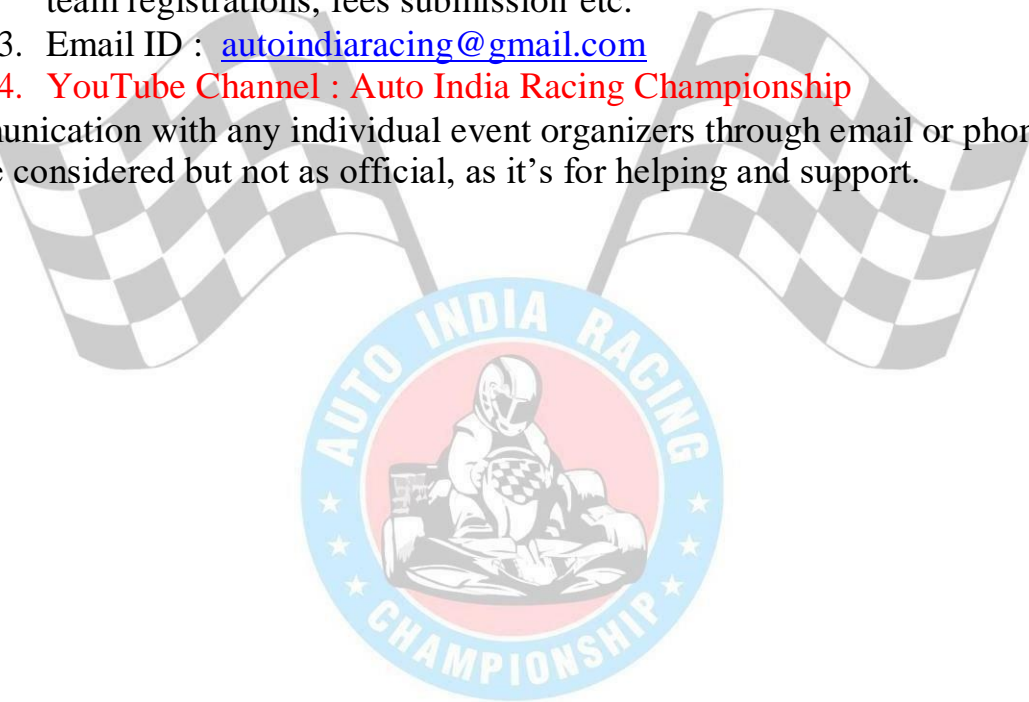 team registrations, fees submission etc.
3. Email ID : autoindiaracing@gmail.com
4. YouTube Channel : Auto India Racing Championship
unication with any individual event organizers through email or phon
considered but not as official, as it’s for helping and support.
AUTO INDIA RACING
CHAMPIONSHIP